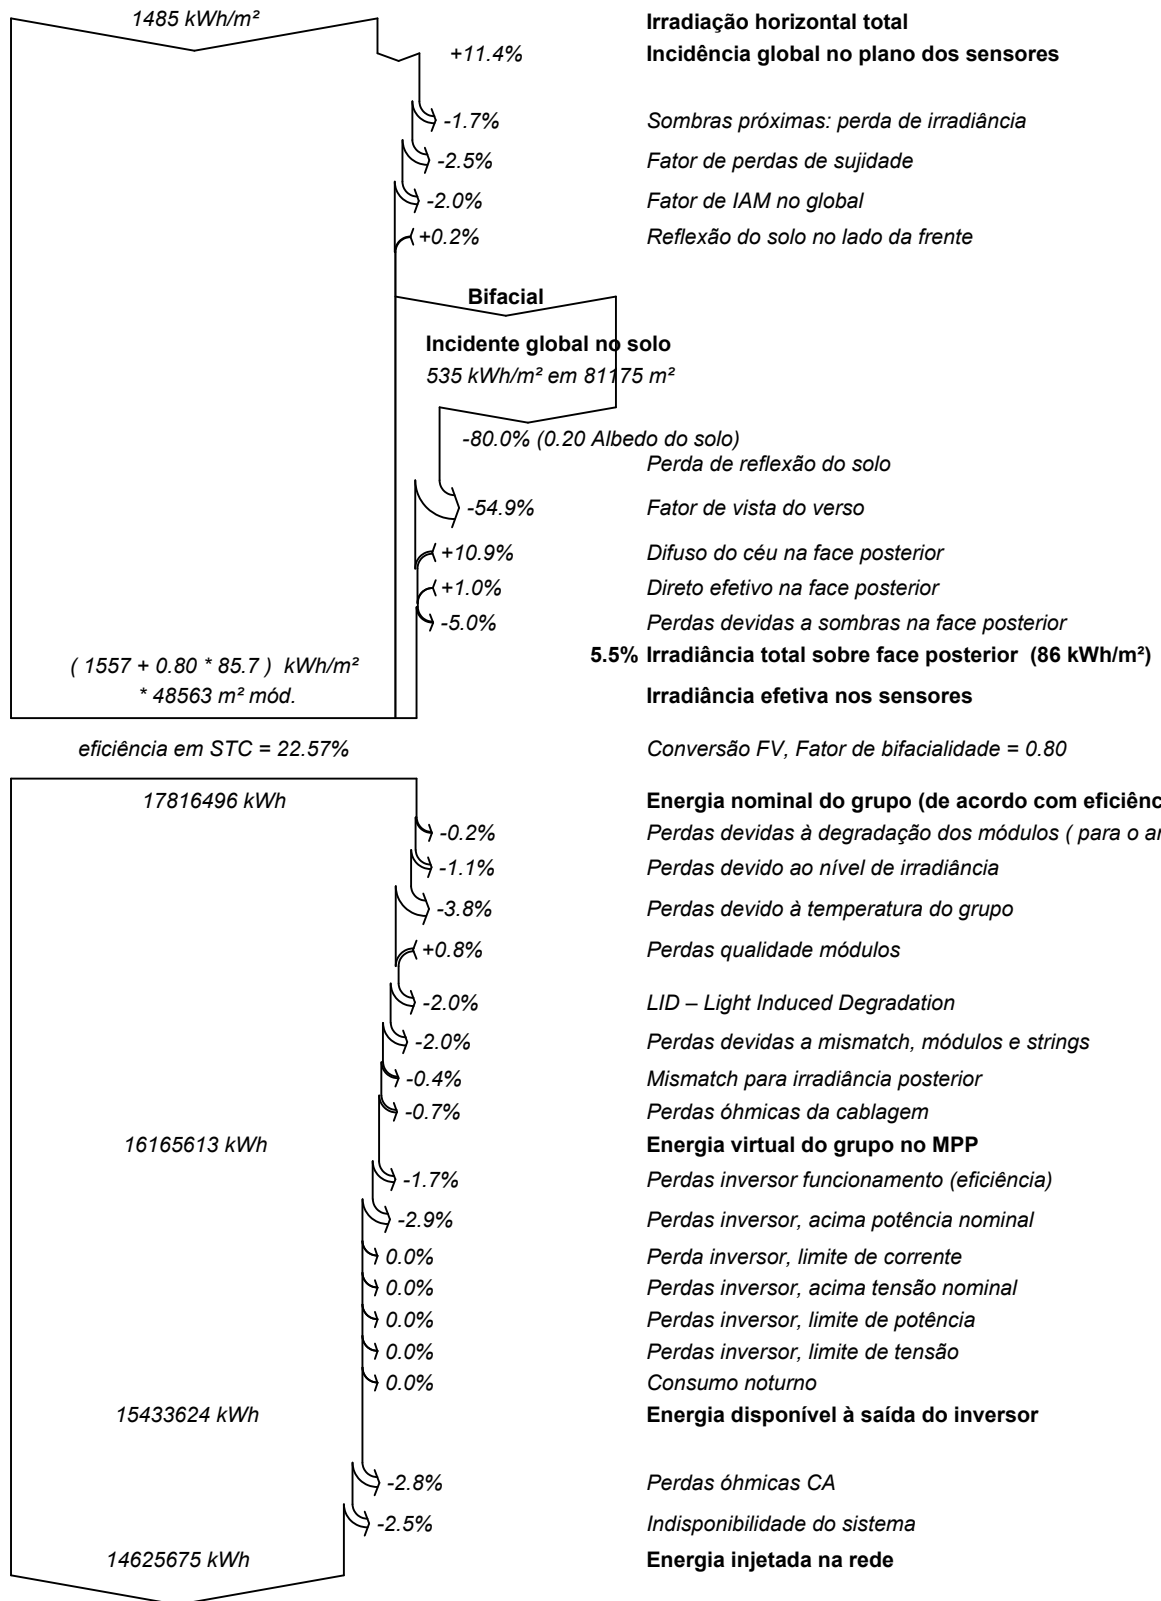 1485 kWh/m² Irradiação horizontal total
+11.4% Incidência global no plano dos sensores
-1.7% Sombras próximas: perda de irradiância
-2.5% Fator de perdas de sujidade
-2.0% Fator de IAM no global
+0.2% Reflexão do solo no lado da frente
Bifacial
Incidente global no solo
535 kWh/m² em 81175 m²
-80.0% (0.20 Albedo do solo)
Perda de reflexão do solo
-54.9% Fator de vista do verso
+10.9% Difuso do céu na face posterior
+1.0% Direto efetivo na face posterior
-5.0% Perdas devidas a sombras na face posterior
( 1557 + 0.80 * 85.7 ) kWh/m² 5.5% Irradiância total sobre face posterior (86 kWh/m²)
* 48563 m² mód. Irradiância efetiva nos sensores
eficiência em STC = 22.57% Conversão FV, Fator de bifacialidade = 0.80
17816496 kWh Energia nominal do grupo (de acordo com eficiênc
-0.2% Perdas devidas à degradação dos módulos ( para o
-1.1% Perdas devido ao nível de irradiância
-3.8% Perdas devido à temperatura do grupo
+0.8% Perdas qualidade módulos
-2.0% LID – Light Induced Degradation
-2.0% Perdas devidas a mismatch, módulos e strings
-0.4% Mismatch para irradiância posterior
-0.7% Perdas óhmicas da cablagem
16165613 kWh Energia virtual do grupo no MPP
-1.7% Perdas inversor funcionamento (eficiência)
-2.9% Perdas inversor, acima potência nominal
0.0% Perda inversor, limite de corrente
0.0% Perdas inversor, acima tensão nominal
0.0% Perdas inversor, limite de potência
0.0% Perdas inversor, limite de tensão
0.0% Consumo noturno
15433624 kWh Energia disponível à saída do inversor
-2.8% Perdas óhmicas CA
-2.5% Indisponibilidade do sistema
14625675 kWh Energia injetada na rede